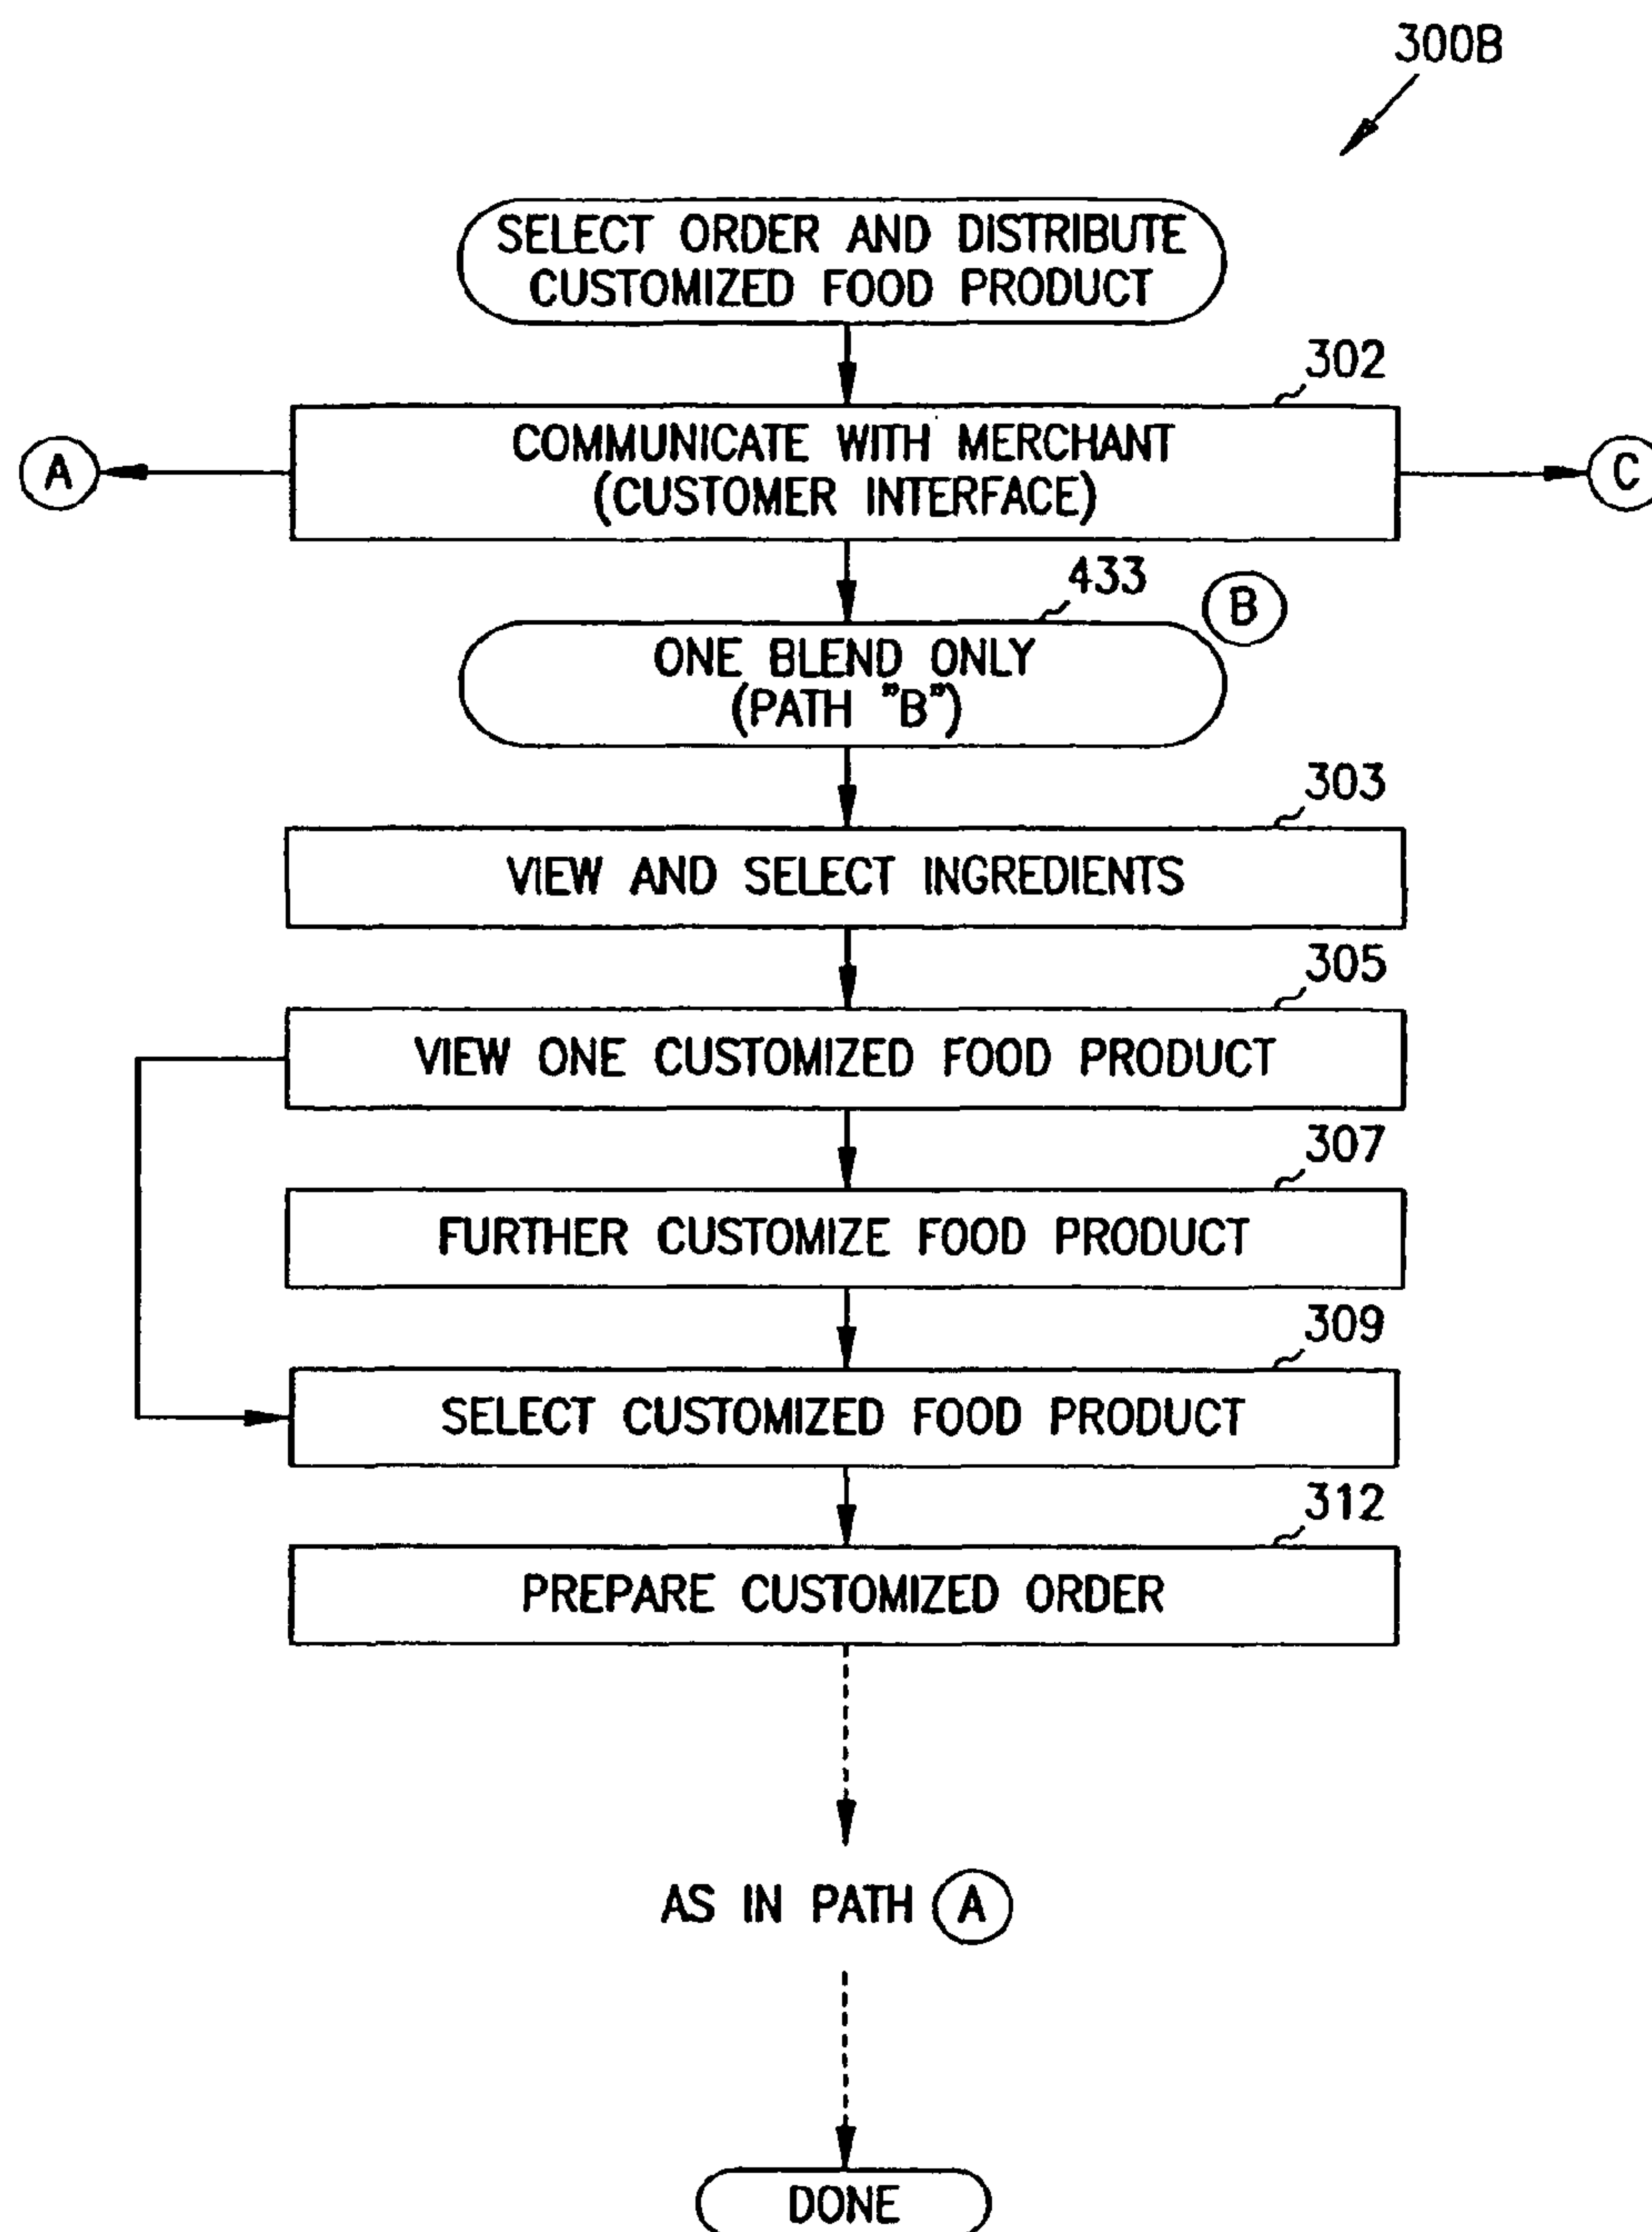 300B
SELECT ORDER AND DISTRIBUTE
CUSTOMIZED FOOD PRODUCT
302
COMMUNICATE WITH MERCHANT
(CUSTOMER INTERFACE)
A
C
433
B
ONE BLEND ONLY
(PATH "B")
303
VIEW AND SELECT INGREDIENTS
305
VIEW ONE CUSTOMIZED FOOD PRODUCT
307
FURTHER CUSTOMIZE FOOD PRODUCT
309
SELECT CUSTOMIZED FOOD PRODUCT
312
PREPARE CUSTOMIZED ORDER
AS IN PATH A
DONE